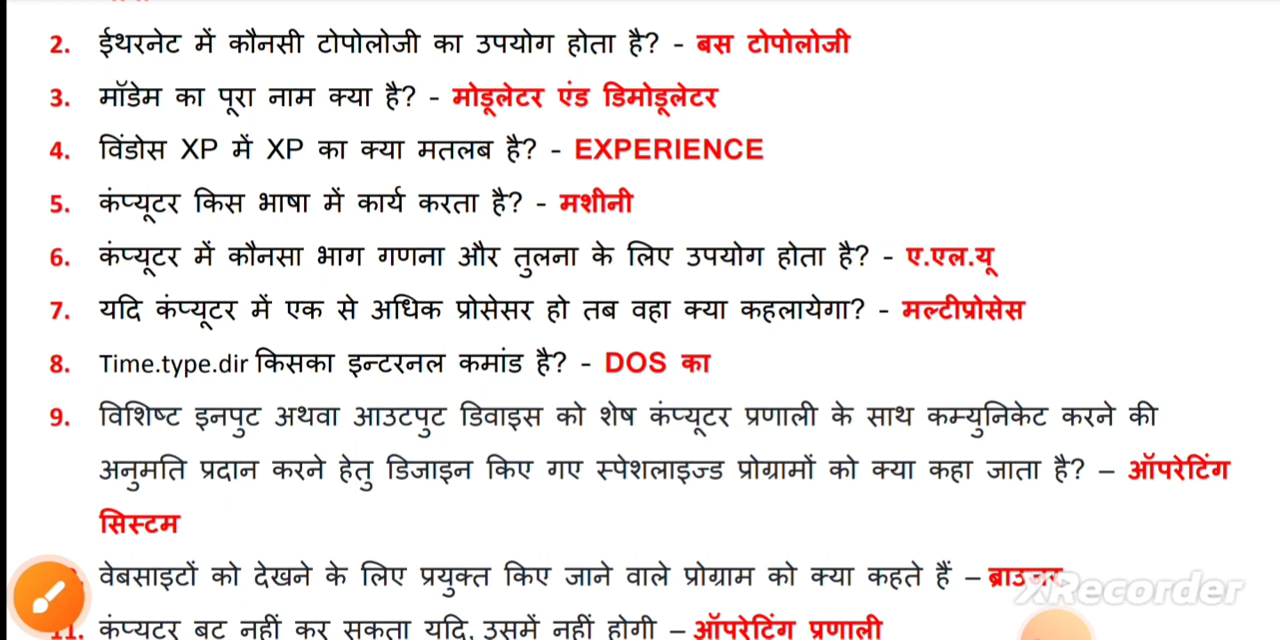 2. ईथरनेट में कौनसी टोपोलोजी का उपयोग होता है? - बस टोपोलोजी
3. मॉडेम का पूरा नाम क्या है? - मोडूलेटर एंड डिमोडूलेटर
4. विंडोस XP में XP का क्या मतलब है? - EXPERIENCE
5. कंप्यूटर किस भाषा में कार्य करता है? - मशीनी
6. कंप्यूटर में कौनसा भाग गणना और तुलना के लिए उपयोग होता है? - ए.एल.यू
7. यदि कंप्यूटर में एक से अधिक प्रोसेसर हो तब वहा क्या कहलायेगा? - मल्टीप्रोसेस
8. Time.type.dir किसका इन्टरनल कमांड है? - DOS का
9. विशिष्ट इनपुट अथवा आउटपुट डिवाइस को शेष कंप्यूटर प्रणाली के साथ कम्युनिकेट करने की
अनुमति प्रदान करने हेतु डिजाइन किए गए स्पेशलाइज्ड प्रोग्रामों को क्या कहा जाता है? – ऑपरेटिंग
सिस्टम
वेबसाइटों को देखने के लिए प्रयुक्त किए जाने वाले प्रोग्राम को क्या कहते हैं – ब्राउजर
XRecorder
11. कंप्यूटर बूट नहीं कर सकता यदि, उसमें नहीं होगी – ऑपरेटिंग प्रणाली